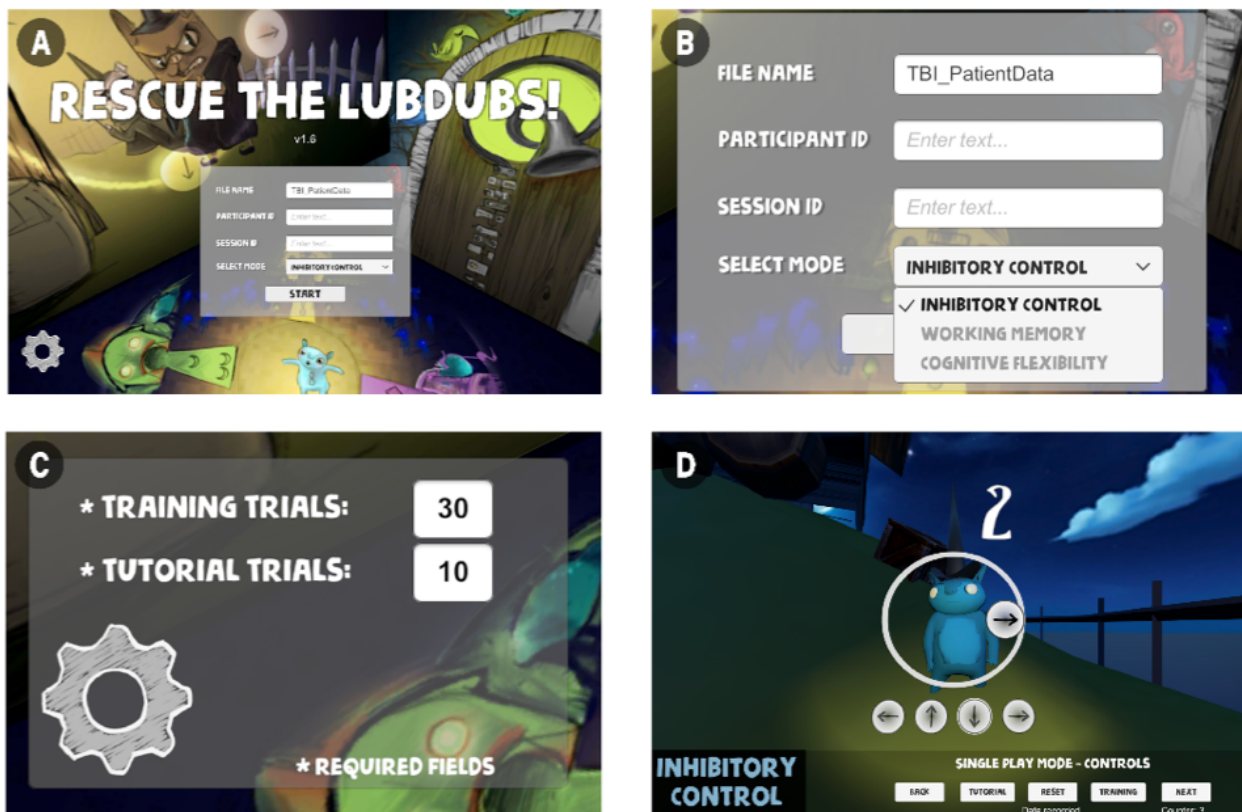 A
RESCUE THE LUBDUBS!
v1.6
FILE NAME TBI_PatientData
PARTICIPANT ID Enter text...
SESSION ID Enter text...
SELECT MODE INHIBITORY CONTROL
START
B
FILE NAME TBI_PatientData
PARTICIPANT ID Enter text...
SESSION ID Enter text...
SELECT MODE INHIBITORY CONTROL
✓ INHIBITORY CONTROL
WORKING MEMORY
COGNITIVE FLEXIBILITY
C
* TRAINING TRIALS: 30
* TUTORIAL TRIALS: 10
* REQUIRED FIELDS
D
2
INHIBITORY
CONTROL
SINGLE PLAY MODE - CONTROLS
BACK TUTORIAL RESET TRAINING NEXT
Data recorded Counter: 3